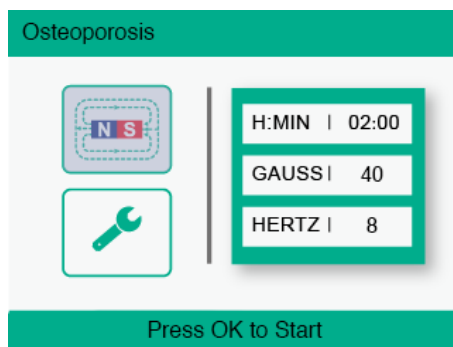 Osteoporosis
N S
H:MIN | 02:00
GAUSS | 40
HERTZ | 8
Press OK to Start